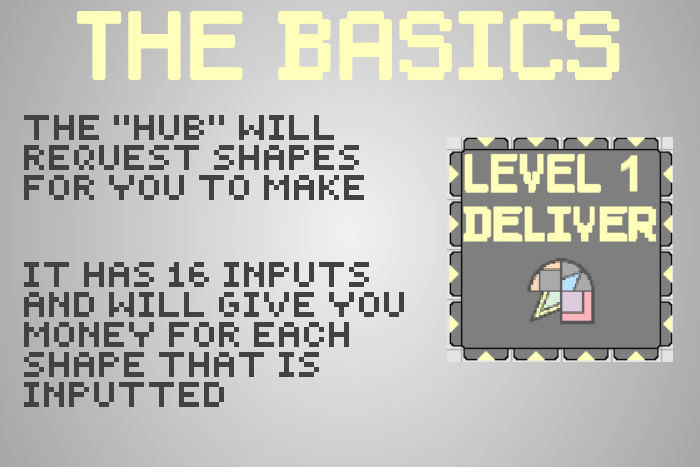 THE BASICS
THE "HUB" WILL
REQUEST SHAPES
FOR YOU TO MAKE
IT HAS 16 INPUTS
AND WILL GIVE YOU
MONEY FOR EACH
SHAPE THAT IS
INPUTTED
LEVEL 1
DELIVER